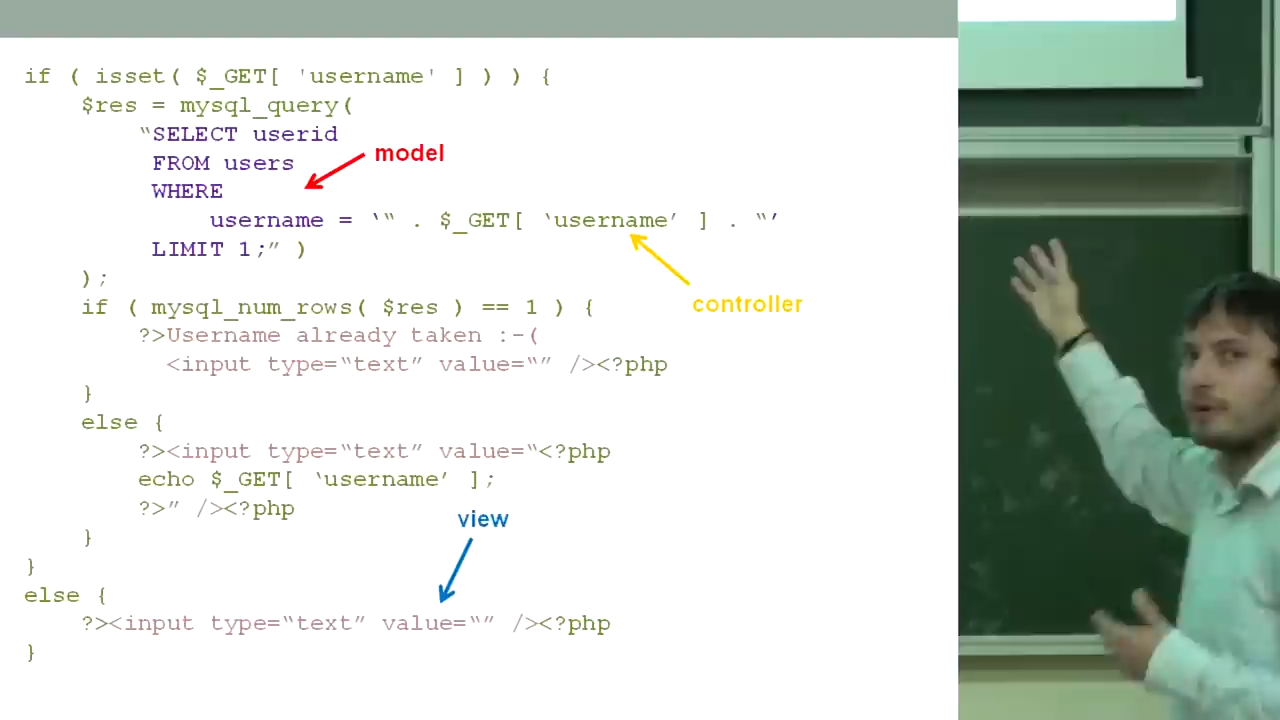 if ( isset( $_GET[ 'username' ] ) ) {
$res = mysql_query(
“SELECT userid
FROM users
model
WHERE
username = ‘“ . $_GET[ ‘username’ ] . “’
LIMIT 1;” )
);
controller
if ( mysql_num_rows( $res ) == 1 ) {
?>Username already taken :-(
<input type=“text” value=“” /><?php
}
else {
?><input type=“text” value=“<?php
echo $_GET[ ‘username’ ];
?>” /><?php
view
}
}
else {
?><input type=“text” value=“” /><?php
}